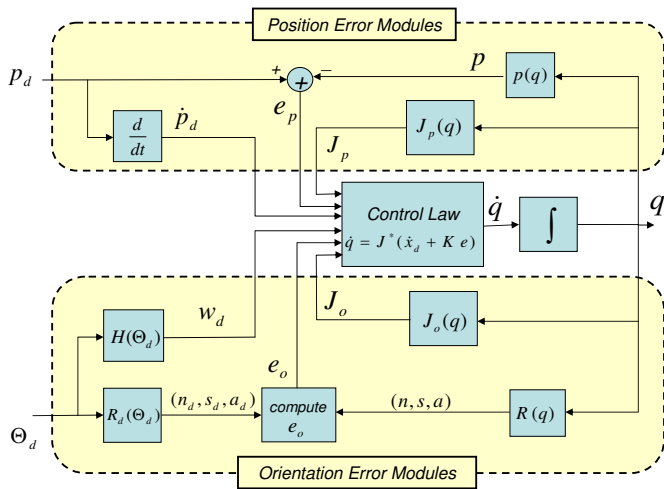 Position Error Modules
p_d
+
−
+
p
p(q)
e_p
d/dt
ṗ_d
J_p(q)
J_p
Control Law
q̇ = J^*(ẋ_d + K e)
q̇
∫
q
J_o
J_o(q)
w_d
H(Θ_d)
e_o
R_d(Θ_d)
(n_d, s_d, a_d)
compute
e_o
(n, s, a)
R(q)
Θ_d
Orientation Error Modules